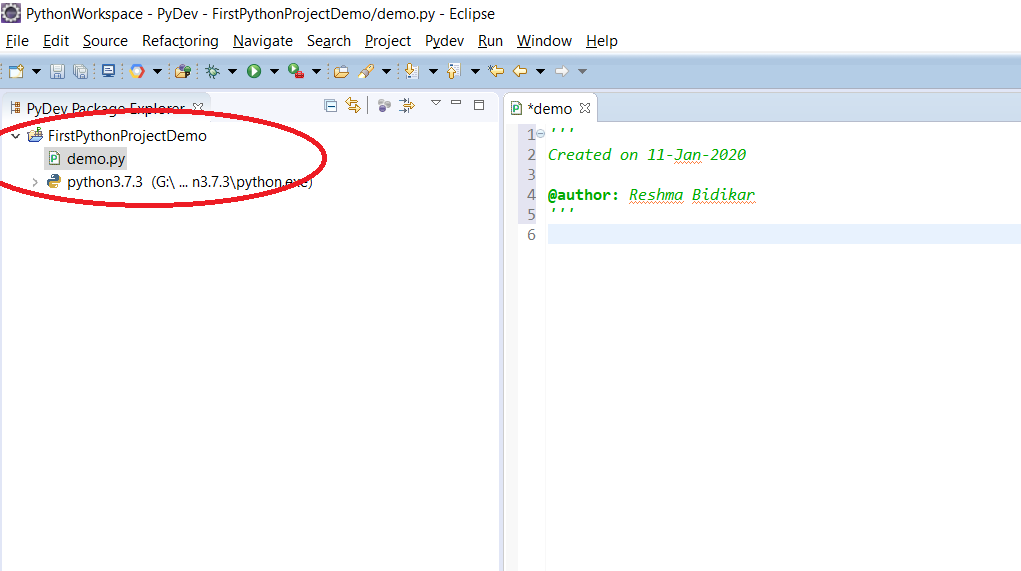 PythonWorkspace - PyDev - FirstPythonProjectDemo/demo.py - Eclipse
File Edit Source Refactoring Navigate Search Project Pydev Run Window Help
PyDev Package Explorer
*demo
FirstPythonProjectDemo
demo.py
python3.7.3 (G:\ ... n3.7.3\python.exe)
1 '''
2 Created on 11-Jan-2020
3
4 @author: Reshma Bidikar
5 '''
6